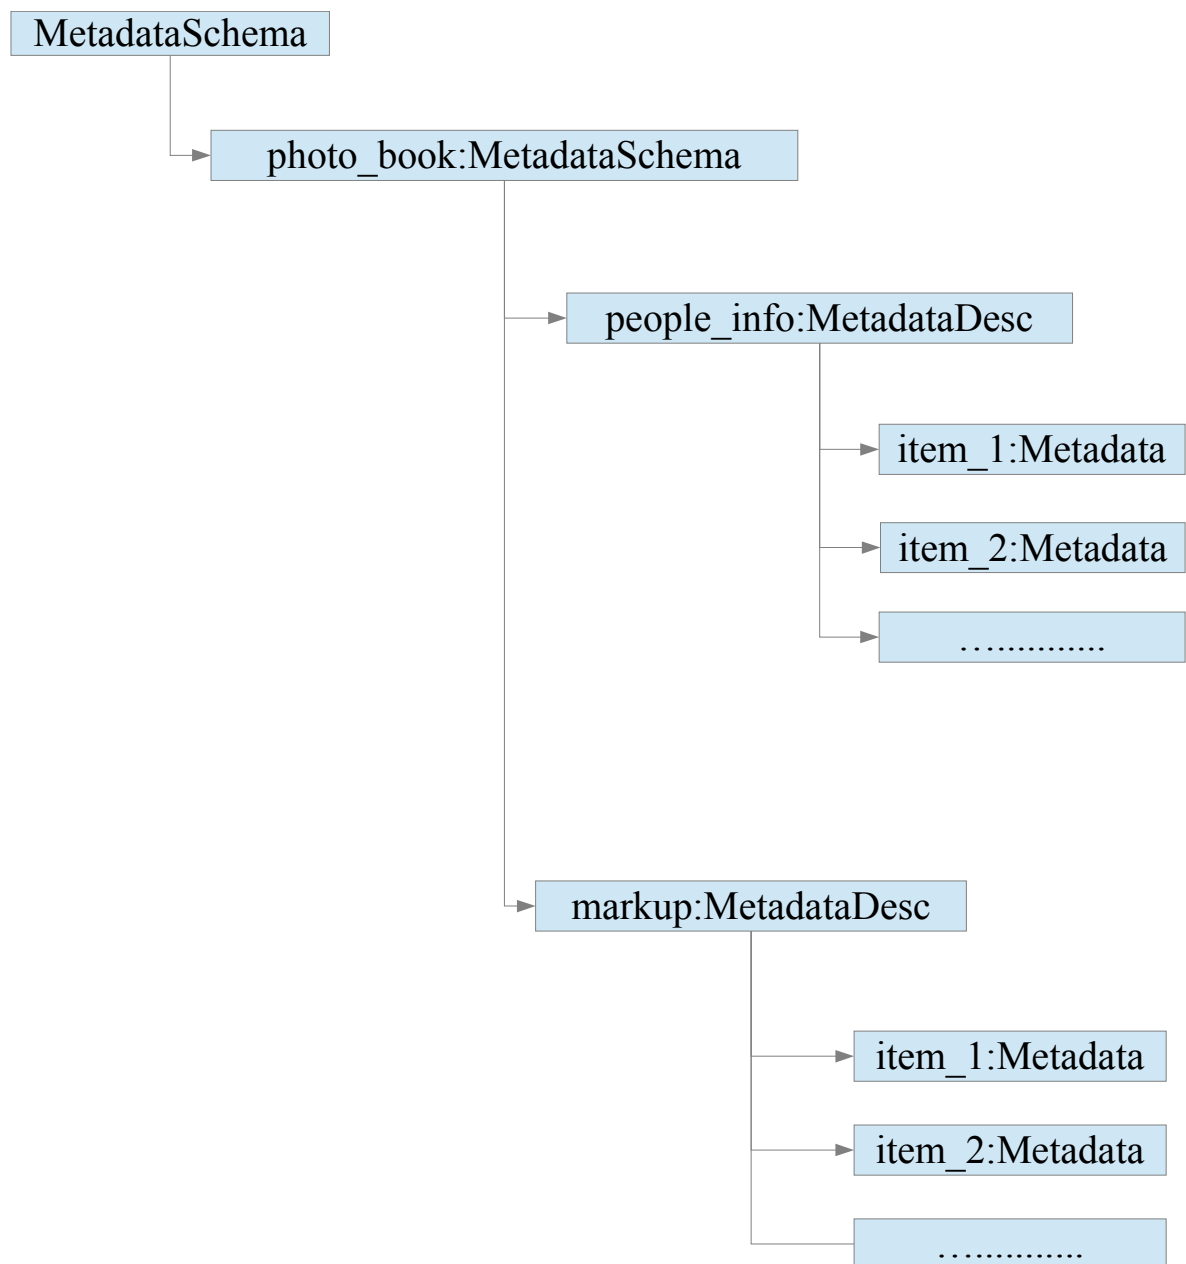 MetadataSchema
photo_book:MetadataSchema
people_info:MetadataDesc
item_1:Metadata
item_2:Metadata
…...........
markup:MetadataDesc
item_1:Metadata
item_2:Metadata
…...........